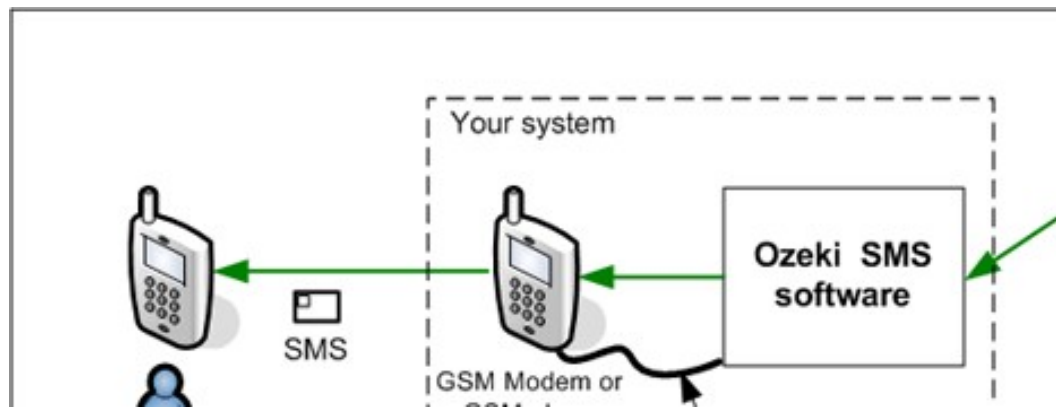 Your system
Ozeki SMS
software
SMS
GSM Modem or